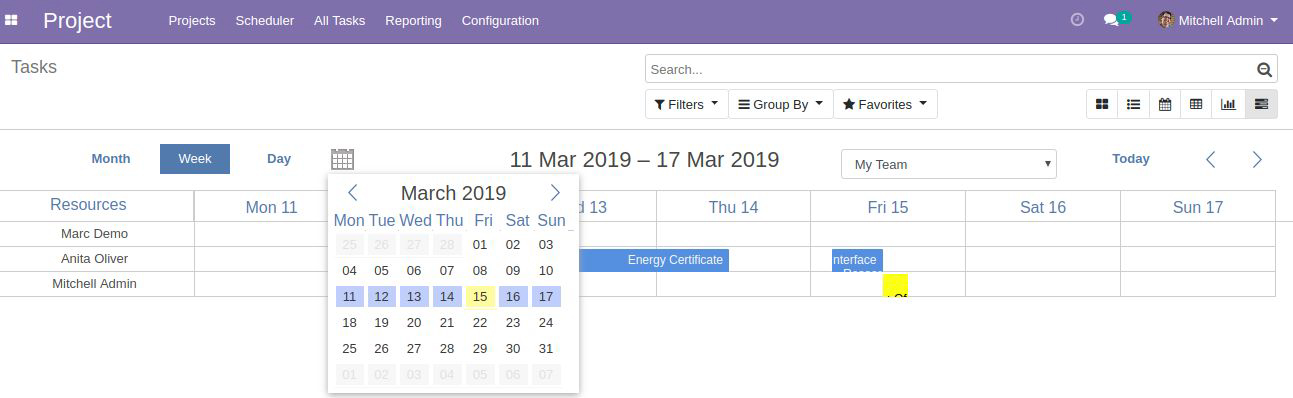 Project Projects Scheduler All Tasks Reporting Configuration 1 Mitchell Admin
Tasks
Search...
Filters Group By Favorites
Month Week Day 11 Mar 2019 – 17 Mar 2019 My Team Today
Resources Mon 11 13 Thu 14 Fri 15 Sat 16 Sun 17
Marc Demo
Anita Oliver Energy Certificate nterface
Mitchell Admin
March 2019
Mon Tue Wed Thu Fri Sat Sun
25 26 27 28 01 02 03
04 05 06 07 08 09 10
11 12 13 14 15 16 17
18 19 20 21 22 23 24
25 26 27 28 29 30 31
01 02 03 04 05 06 07